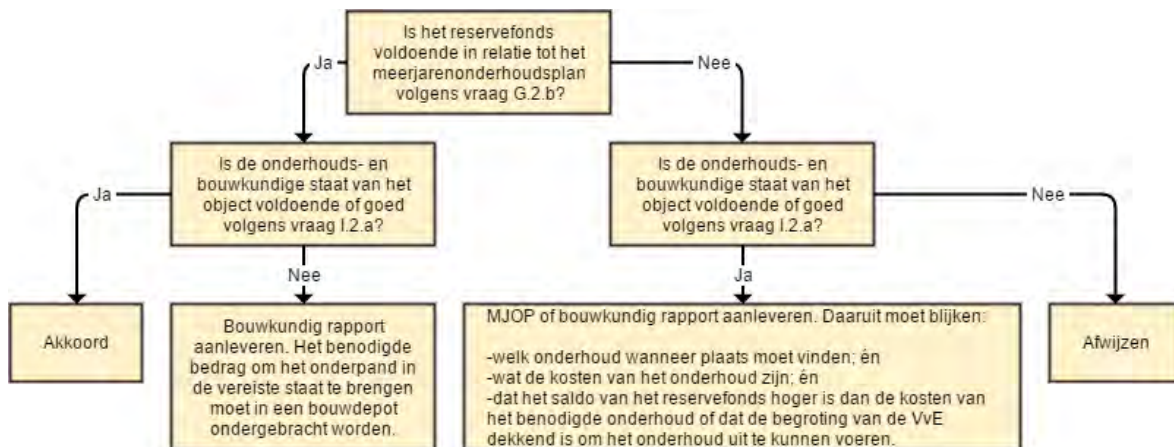 Is het reservefonds
voldoende in relatie tot het
meerjarenonderhoudsplan
volgens vraag G.2.b?
Ja
Nee
Is de onderhouds- en
bouwkundige staat van het
object voldoende of goed
volgens vraag I.2.a?
Is de onderhouds- en
bouwkundige staat van het
object voldoende of goed
volgens vraag I.2.a?
Ja
Nee
Nee
Ja
Akkoord
Bouwkundig rapport
aanleveren. Het benodigde
bedrag om het onderpand in
de vereiste staat te brengen
moet in een bouwdepot
ondergebracht worden.
MJOP of bouwkundig rapport aanleveren. Daaruit moet blijken:
-welk onderhoud wanneer plaats moet vinden; én
-wat de kosten van het onderhoud zijn; én
-dat het saldo van het reservefonds hoger is dan de kosten van
het benodigde onderhoud of dat de begroting van de VvE
dekkend is om het onderhoud uit te kunnen voeren.
Afwijzen